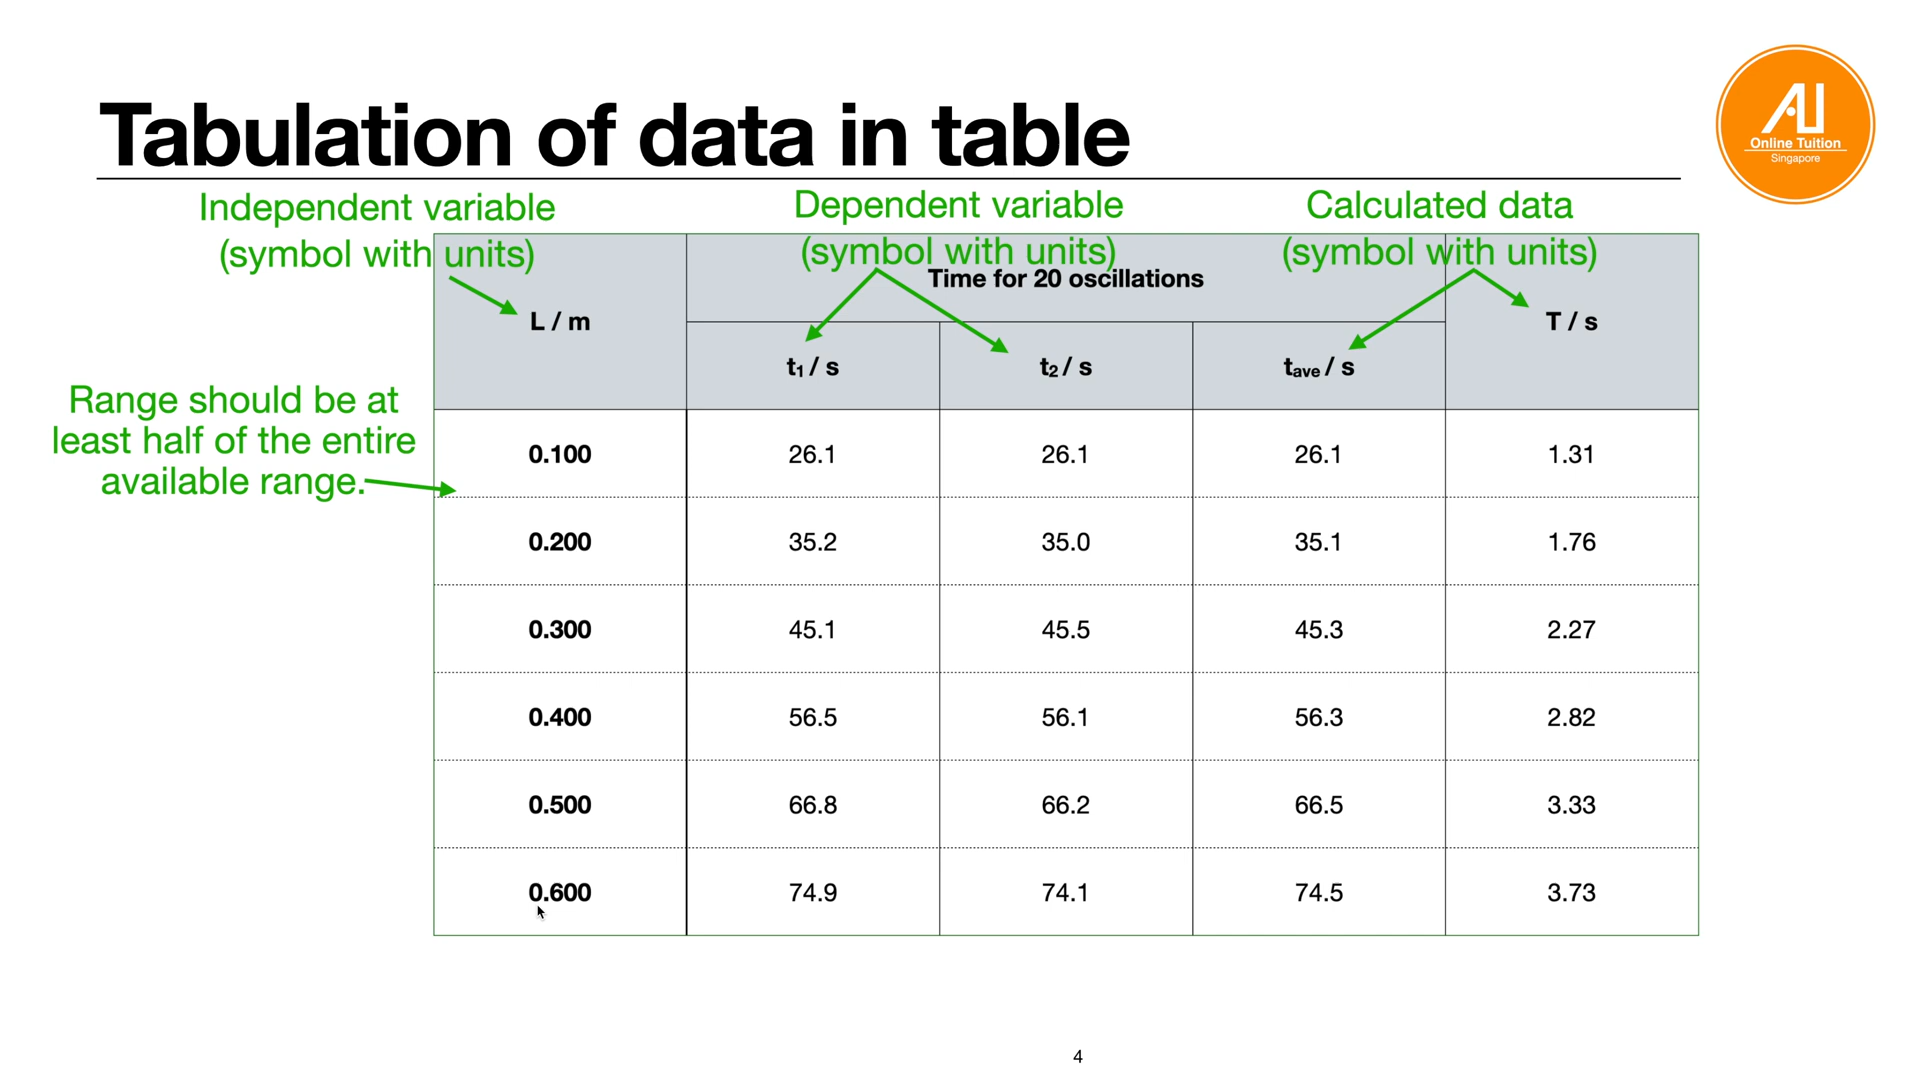 Tabulation of data in table
AU
Online Tuition
Singapore
Independent variable
(symbol with units)
Dependent variable
(symbol with units)
Calculated data
(symbol with units)
Range should be at
least half of the entire
available range.
L / m
Time for 20 oscillations
T / s
t₁ / s
t₂ / s
tave / s
0.100 26.1 26.1 26.1 1.31
0.200 35.2 35.0 35.1 1.76
0.300 45.1 45.5 45.3 2.27
0.400 56.5 56.1 56.3 2.82
0.500 66.8 66.2 66.5 3.33
0.600 74.9 74.1 74.5 3.73
4